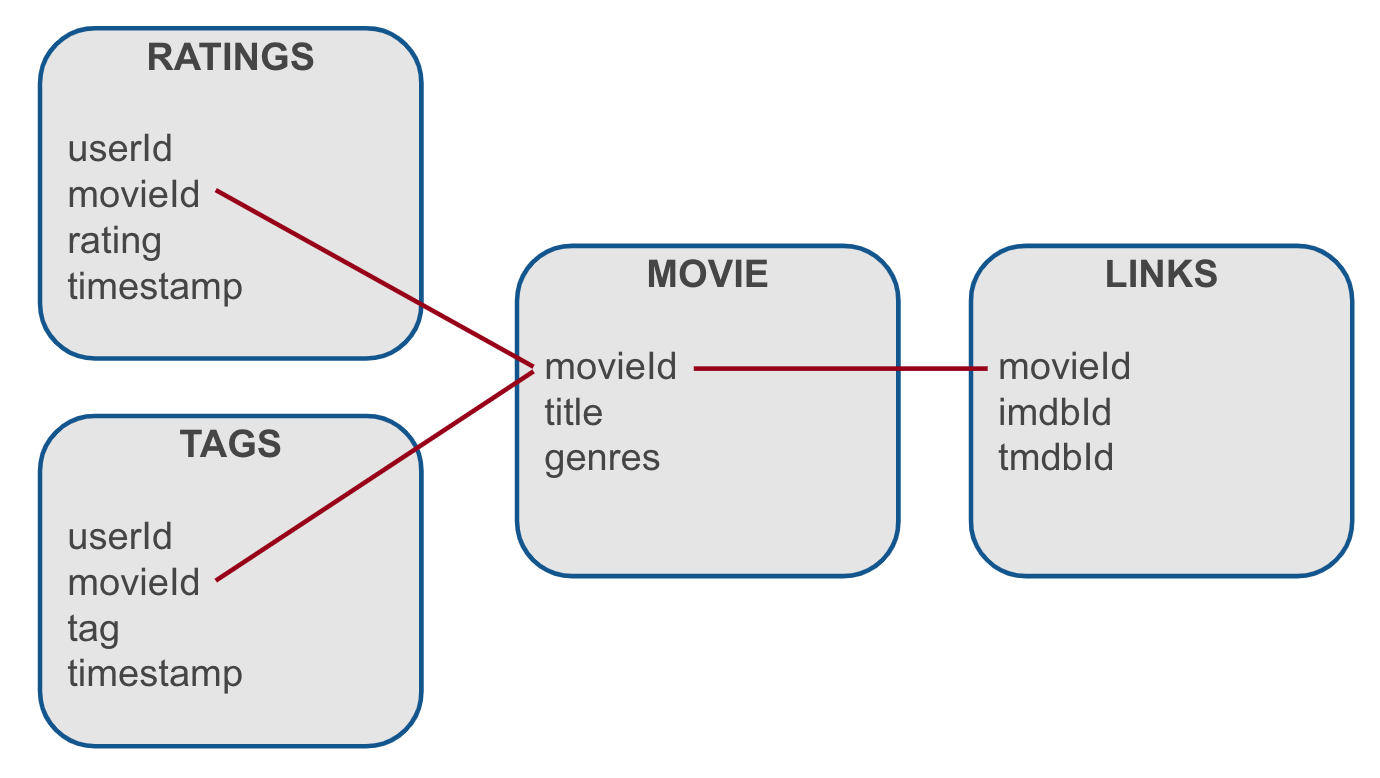 RATINGS
userId
movieId
rating
timestamp
TAGS
userId
movieId
tag
timestamp
MOVIE
movieId
title
genres
LINKS
movieId
imdbId
tmdbId